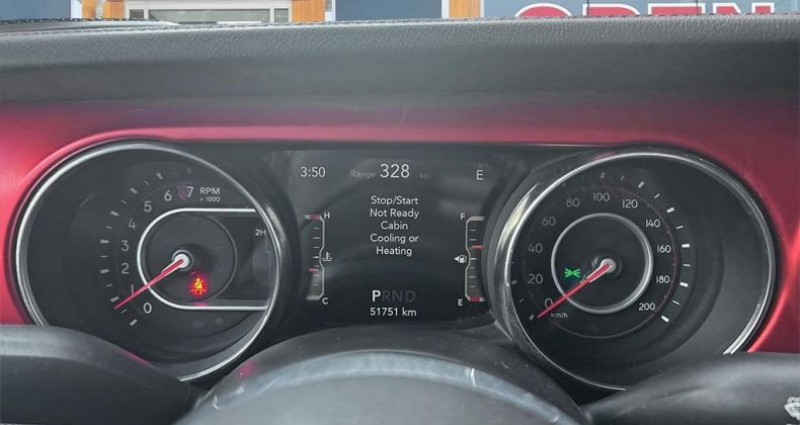 OPEN
3:50
Range 328 km
E
Stop/Start
Not Ready
Cabin
Cooling or
Heating
PRND
51751 km
H
C
F
E
2H
RPM
x 1000
0
1
2
3
4
5
6
7
0
20
40
60
80
100
120
140
160
180
200
km/h